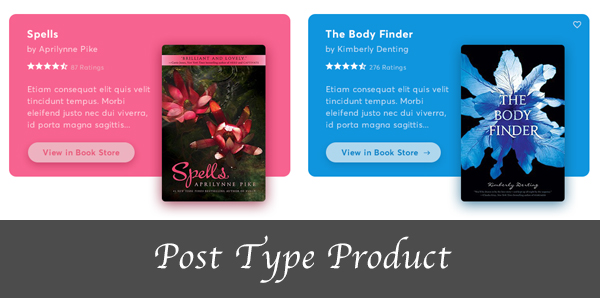 Spells
by Aprilynne Pike
87 Ratings
Etiam consequat elit quis velit
tincidunt tempus. Morbi
eleifend justo nec dui viverra,
id porta magna sagittis...
View in Book Store
"BRILLIANT AND LOVELY"
Spells
APRILYNNE PIKE
The Body Finder
by Kimberly Denting
276 Ratings
Etiam consequat elit quis velit
tincidunt tempus. Morbi
eleifend justo nec dui viverra,
id porta magna sagittis...
View in Book Store →
THE
BODY
FINDER
Kimberly Denting
Post Type Product